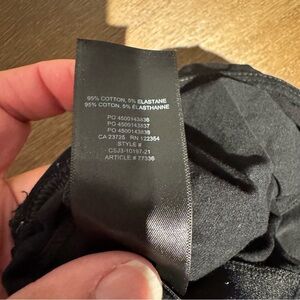 95% COTTON, 5% ELASTANE
95% COTTON, 5% ELASTHANNE
PO 4500143836
PO 4500143837
PO 4500143838
CA 23725 RN 122354
STYLE #
CSJ3-10197-21
ARTICLE # 77336